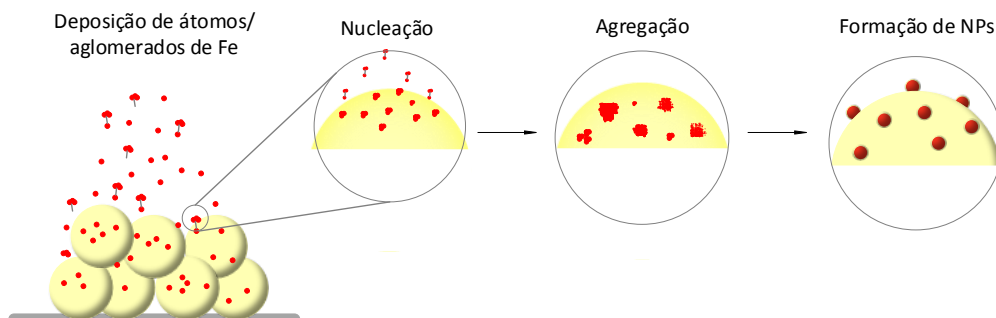 Deposição de átomos/
aglomerados de Fe
Nucleação
Agregação
Formação de NPs